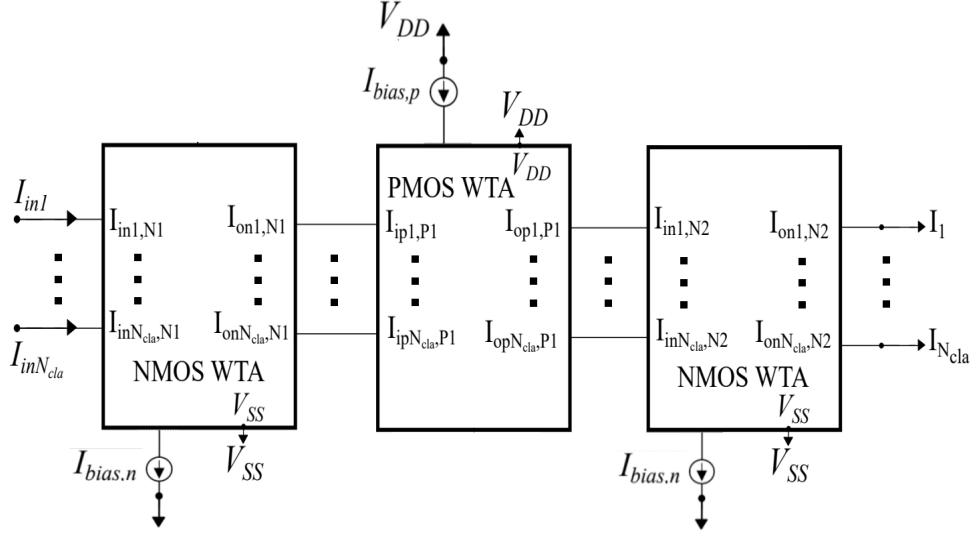 V_DD
I_bias,p
V_DD
V_DD
PMOS WTA
I_in1
I_in1,N1
I_on1,N1
I_ip1,P1
I_op1,P1
I_in1,N2
I_on1,N2
I_1
I_inN_cla
I_inN_cla,N1
I_onN_cla,N1
I_ipN_cla,P1
I_opN_cla,P1
I_inN_cla,N2
I_onN_cla,N2
I_N_cla
NMOS WTA
NMOS WTA
V_SS
V_SS
I_bias.n
V_SS
I_bias.n
V_SS